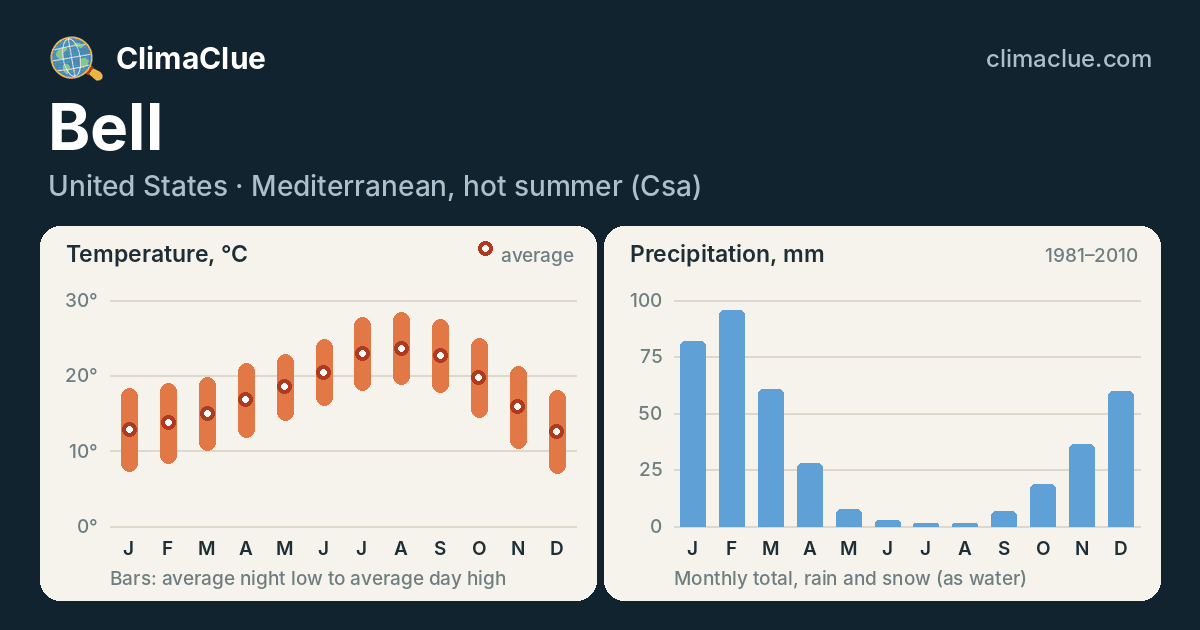 ClimaClue
climaclue.com
Bell
United States · Mediterranean, hot summer (Csa)
Temperature, °C
average
30°
20°
10°
0°
J F M A M J J A S O N D
Bars: average night low to average day high
Precipitation, mm
1981–2010
100
75
50
25
0
J F M A M J J A S O N D
Monthly total, rain and snow (as water)